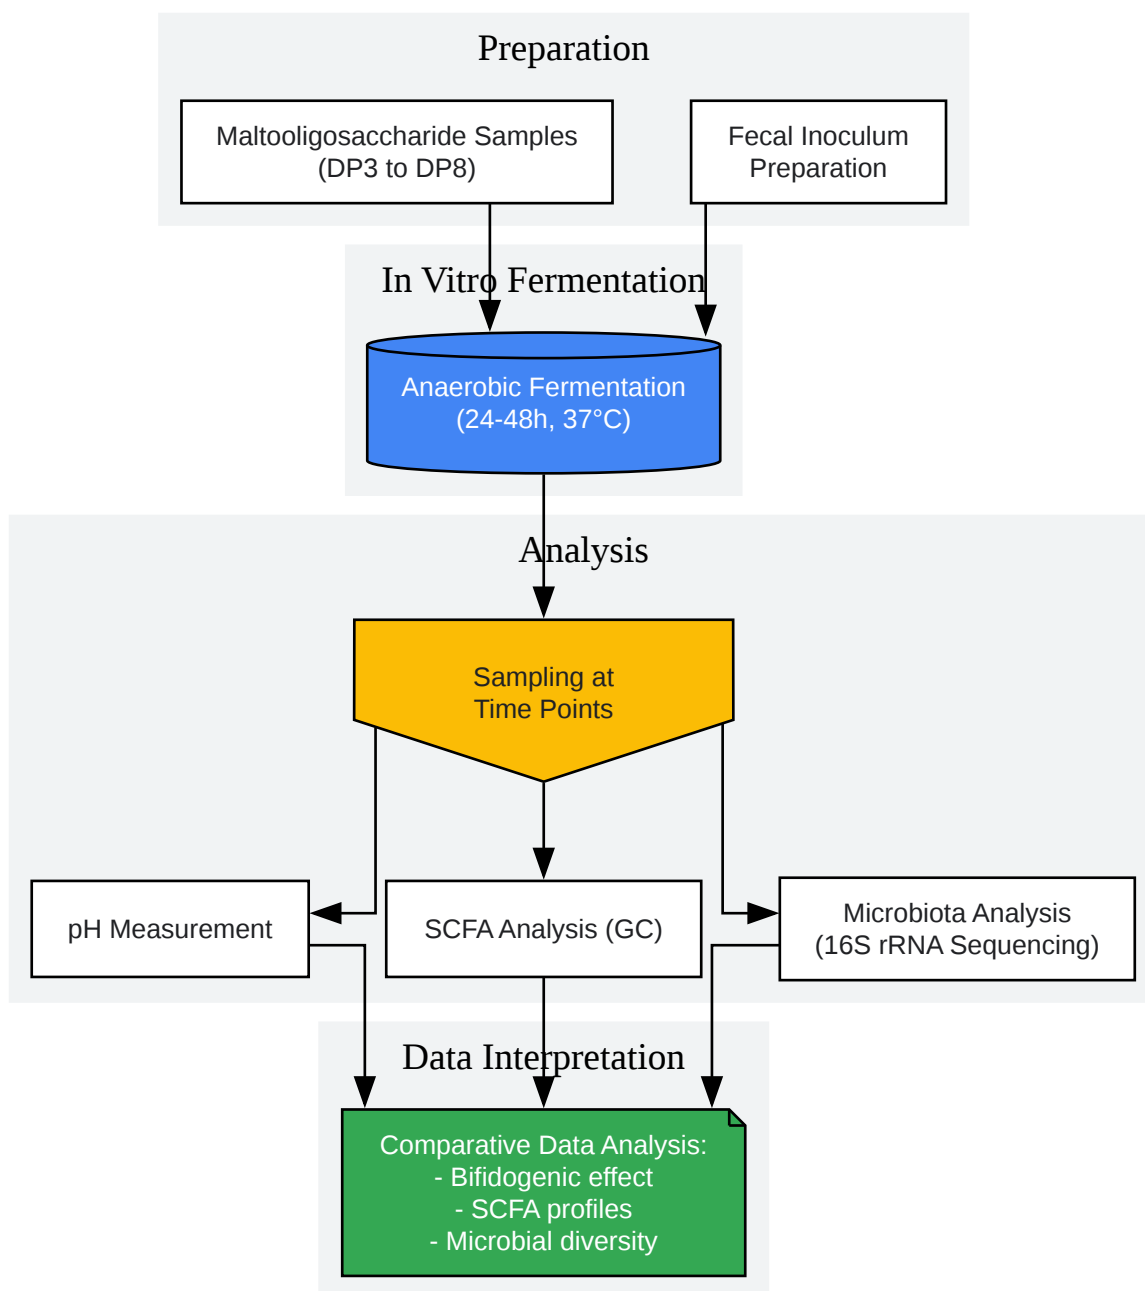 Preparation
Maltooligosaccharide Samples
(DP3 to DP8)
Fecal Inoculum
Preparation
In Vitro Fermentation
Anaerobic Fermentation
(24-48h, 37°C)
Analysis
Sampling at
Time Points
pH Measurement
SCFA Analysis (GC)
Microbiota Analysis
(16S rRNA Sequencing)
Data Interpretation
Comparative Data Analysis:
- Bifidogenic effect
- SCFA profiles
- Microbial diversity